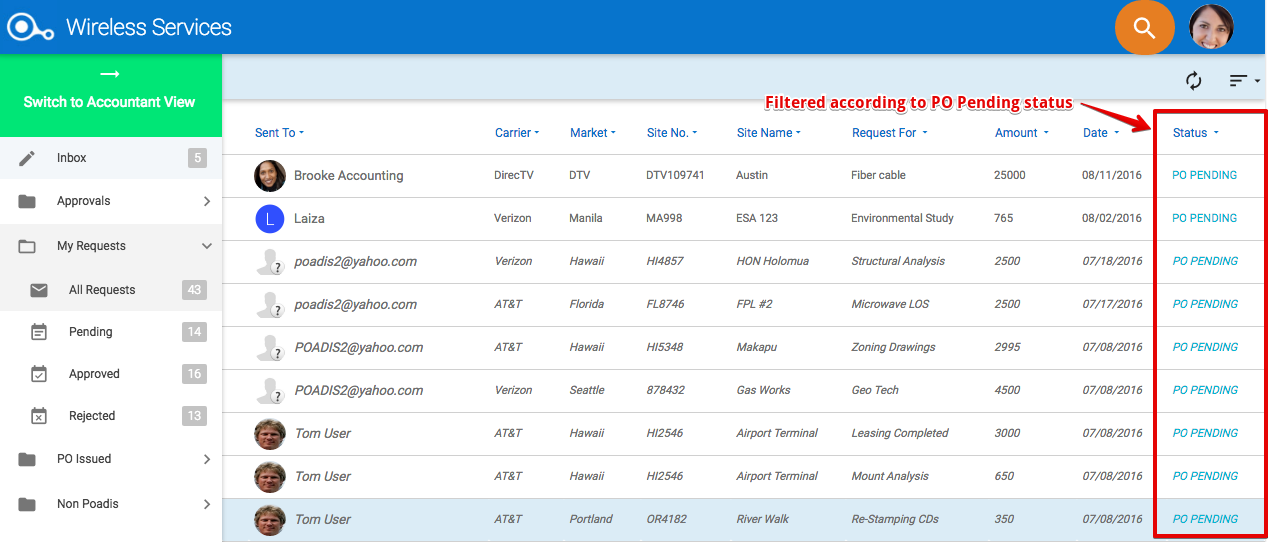 Wireless Services
Switch to Accountant View
Filtered according to PO Pending status
Sent To Carrier Market Site No. Site Name Request For Amount Date Status
Inbox 5
Approvals
My Requests
All Requests 43
Pending 14
Approved 16
Rejected 13
PO Issued
Non Poadis
Brooke Accounting DirecTV DTV DTV109741 Austin Fiber cable 25000 08/11/2016 PO PENDING
L Laiza Verizon Manila MA998 ESA 123 Environmental Study 765 08/02/2016 PO PENDING
? poadis2@yahoo.com Verizon Hawaii HI4857 HON Holomua Structural Analysis 2500 07/18/2016 PO PENDING
? poadis2@yahoo.com AT&T Florida FL8746 FPL #2 Microwave LOS 2500 07/17/2016 PO PENDING
? POADIS2@yahoo.com AT&T Hawaii HI5348 Makapu Zoning Drawings 2995 07/08/2016 PO PENDING
? POADIS2@yahoo.com Verizon Seattle 878432 Gas Works Geo Tech 4500 07/08/2016 PO PENDING
Tom User AT&T Hawaii HI2546 Airport Terminal Leasing Completed 3000 07/08/2016 PO PENDING
Tom User AT&T Hawaii HI2546 Airport Terminal Mount Analysis 650 07/08/2016 PO PENDING
Tom User AT&T Portland OR4182 River Walk Re-Stamping CDs 350 07/08/2016 PO PENDING